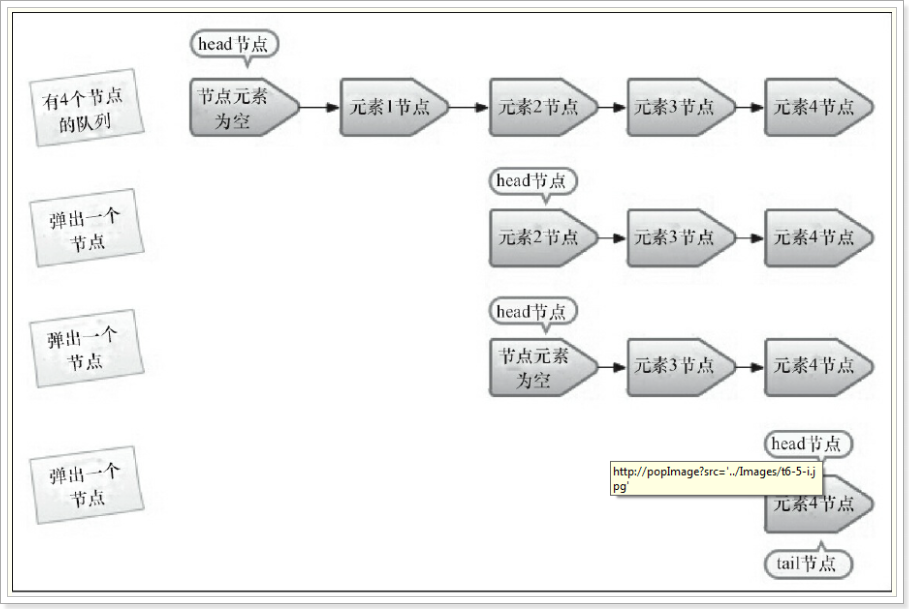 head节点
有4个节点
的队列
节点元素
为空
元素1节点
元素2节点
元素3节点
元素4节点
弹出一个
节点
head节点
元素2节点
元素3节点
元素4节点
弹出一个
节点
head节点
节点元素
为空
元素3节点
元素4节点
弹出一个
节点
head节点
http://popImage?src='../Images/t6-5-i.j
pg'
元素4节点
tail节点